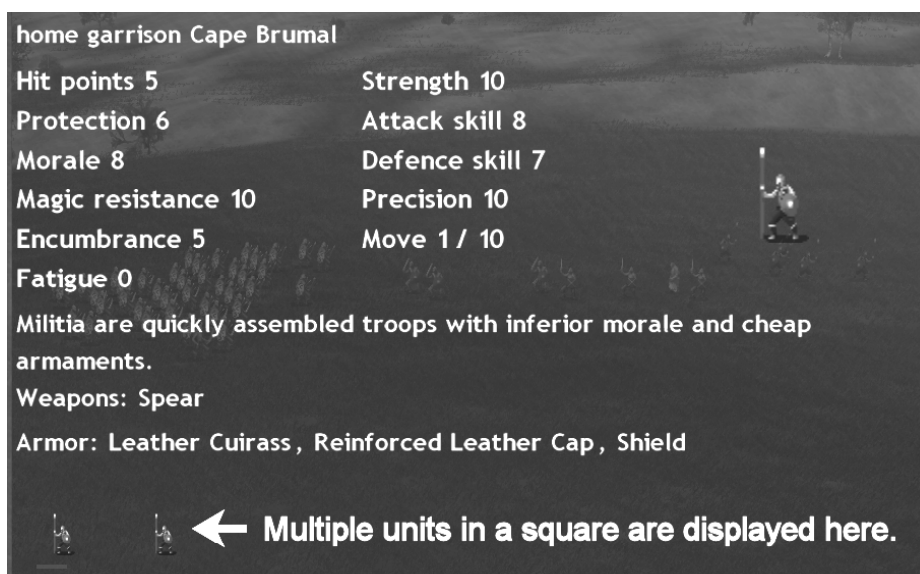 home garrison Cape Brumal
Hit points 5 Strength 10
Protection 6 Attack skill 8
Morale 8 Defence skill 7
Magic resistance 10 Precision 10
Encumbrance 5 Move 1 / 10
Fatigue 0
Militia are quickly assembled troops with inferior morale and cheap
armaments.
Weapons: Spear
Armor: Leather Cuirass , Reinforced Leather Cap , Shield
Multiple units in a square are displayed here.